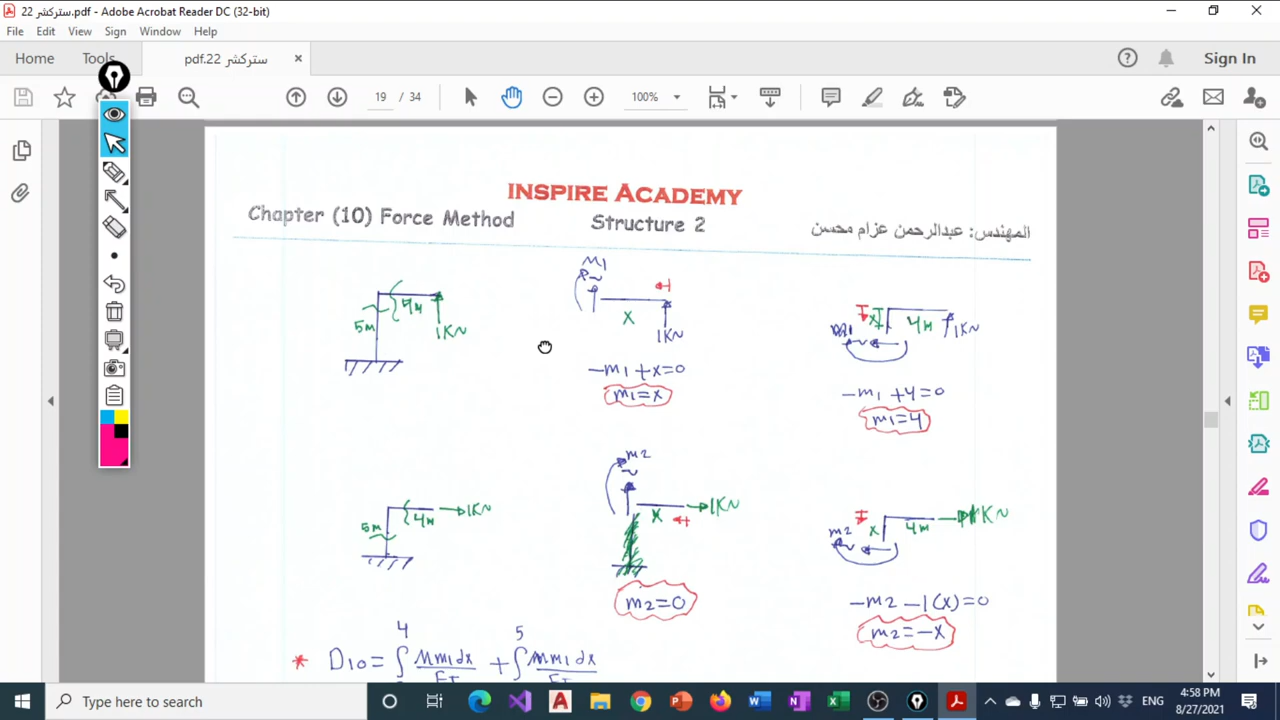 ستركشر 22.pdf - Adobe Acrobat Reader DC (32-bit)
File Edit View Sign Window Help
Home Tools ستركشر 22.pdf Sign In
19 / 34 100%
INSPIRE ACADEMY
Chapter (10) Force Method Structure 2 المهندس: عبدالرحمن عزام محسن
M1
4m
5m
1KN
x
1KN
x 4m 1KN
-m1 + x = 0
m1 = x
-m1 + 4 = 0
m1 = 4
m2
5m 4m 1KN
x 1KN
m2 x 4m
m2 = 0
-m2 - 1(x) = 0
m2 = -x
4 5
* D10 = ∫ Mm1dx + ∫ Mm1dx
EI
Type here to search
ENG
4:58 PM
8/27/2021